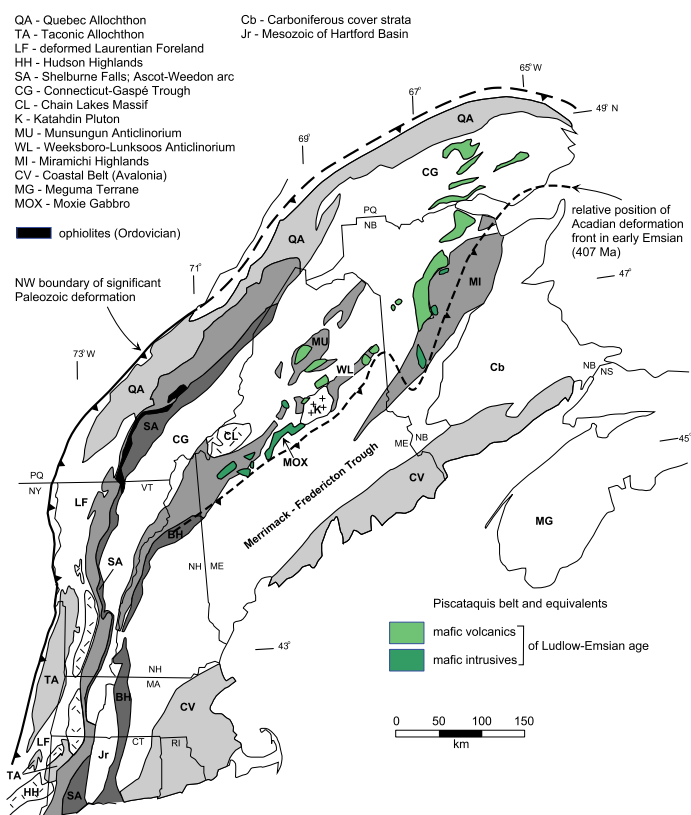 QA - Quebec Allochthon
TA - Taconic Allochthon
LF - deformed Laurentian Foreland
HH - Hudson Highlands
SA - Shelburne Falls; Ascot-Weedon arc
CG - Connecticut-Gaspé Trough
CL - Chain Lakes Massif
K - Katahdin Pluton
MU - Munsungun Anticlinorium
WL - Weeksboro-Lunksoos Anticlinorium
MI - Miramichi Highlands
CV - Coastal Belt (Avalonia)
MG - Meguma Terrane
MOX - Moxie Gabbro
Cb - Carboniferous cover strata
Jr - Mesozoic of Hartford Basin
ophiolites (Ordovician)
65° W
67°
49° N
QA
69°
CG
PQ
NB
relative position of
Acadian deformation
front in early Emsian
(407 Ma)
QA
71°
47°
MI
NW boundary of significant
Paleozoic deformation
73° W
MU
WL
Cb
NB
NS
QA
K
SA
CG
CL
MOX
ME
NB
45°
PQ
NY
VT
LF
CV
Merrimack - Fredericton Trough
MG
BH
SA
NH
ME
Piscataquis belt and equivalents
mafic volcanics
mafic intrusives
of Ludlow-Emsian age
43°
NH
MA
TA
BH
CV
LF
Jr
CT
RI
TA
HH
SA
0
50
100
150
km